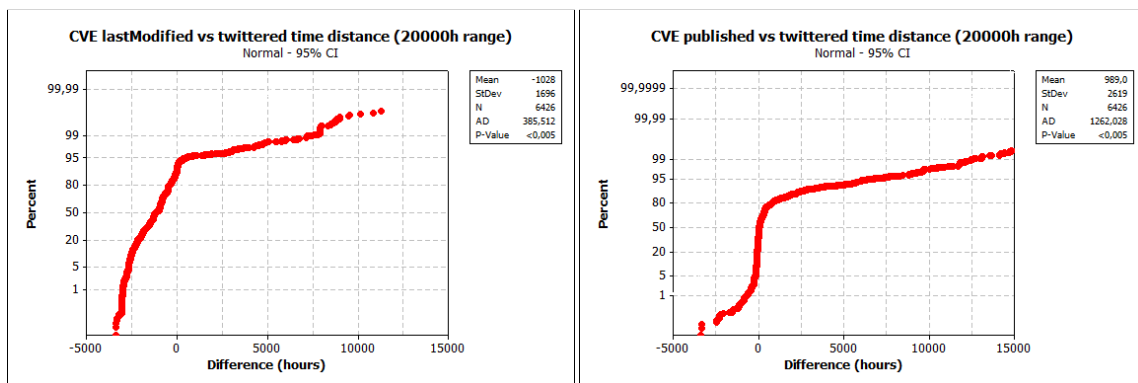 CVE lastModified vs twittered time distance (20000h range)
Normal - 95% CI
Mean -1028
StDev 1696
N 6426
AD 385,512
P-Value <0,005
99,99
99
95
80
50
20
5
1
Percent
-5000 0 5000 10000 15000
Difference (hours)
CVE published vs twittered time distance (20000h range)
Normal - 95% CI
Mean 989,0
StDev 2619
N 6426
AD 1262,028
P-Value <0,005
99,9999
99,99
99
95
80
50
20
5
1
Percent
-5000 0 5000 10000 15000
Difference (hours)